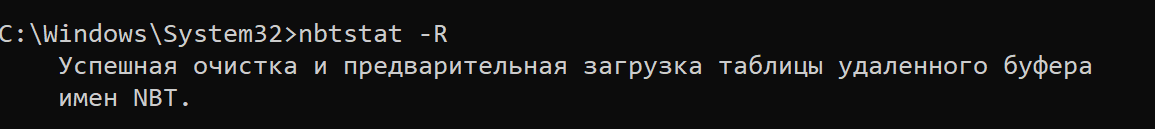 C:\Windows\System32>nbtstat -R
Успешная очистка и предварительная загрузка таблицы удаленного буфера
имен NBT.